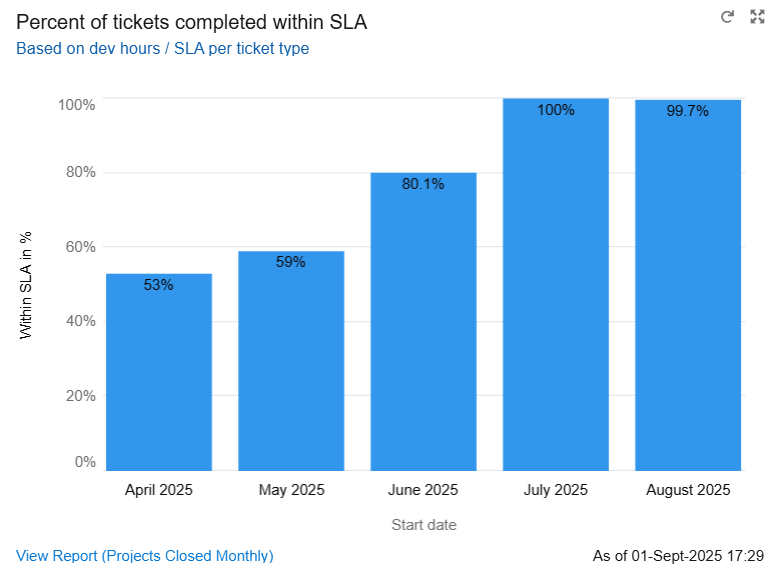 Percent of tickets completed within SLA
Based on dev hours / SLA per ticket type
Within SLA in %
100%
80%
60%
40%
20%
0%
53%
59%
80.1%
100%
99.7%
April 2025
May 2025
June 2025
July 2025
August 2025
Start date
View Report (Projects Closed Monthly)
As of 01-Sept-2025 17:29